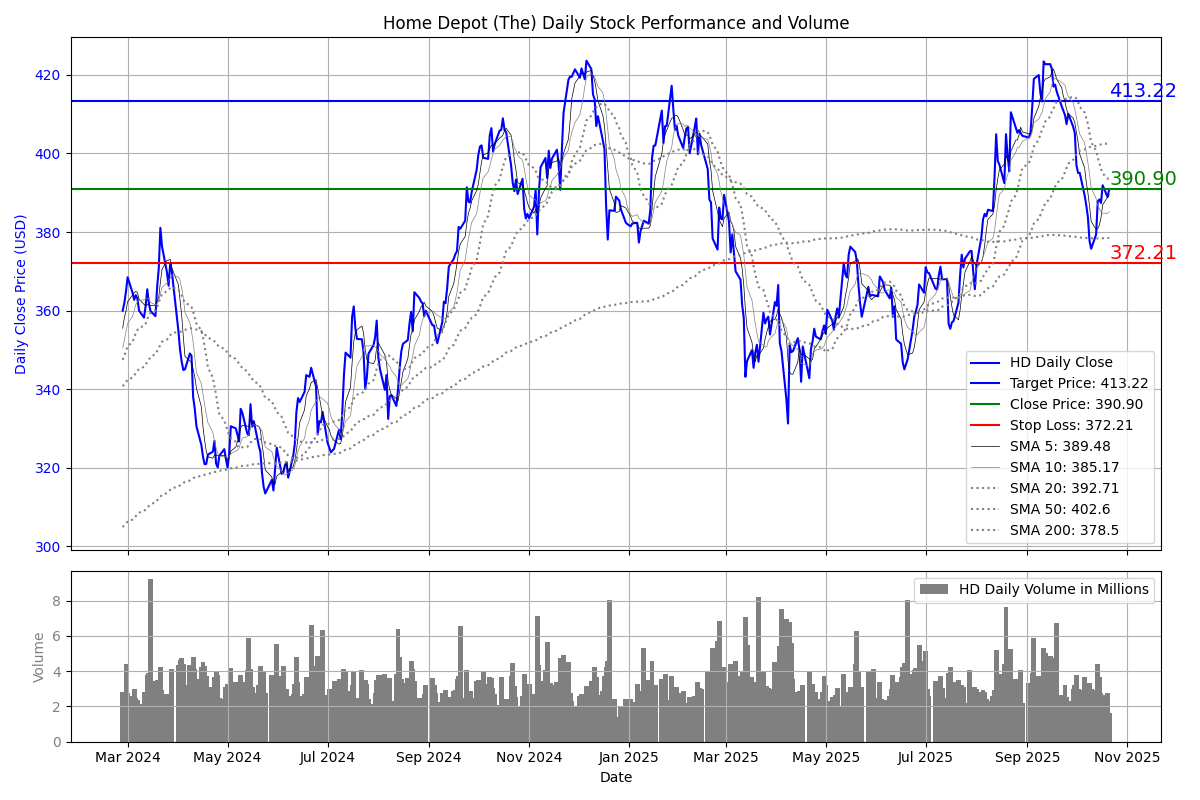 Home Depot (The) Daily Stock Performance and Volume
Daily Close Price (USD)
420
400
380
360
340
320
300
413.22
390.90
372.21
HD Daily Close
Target Price: 413.22
Close Price: 390.90
Stop Loss: 372.21
SMA 5: 389.48
SMA 10: 385.17
SMA 20: 392.71
SMA 50: 402.6
SMA 200: 378.5
Volume
8
6
4
2
0
HD Daily Volume in Millions
Mar 2024 May 2024 Jul 2024 Sep 2024 Nov 2024 Jan 2025 Mar 2025 May 2025 Jul 2025 Sep 2025 Nov 2025
Date